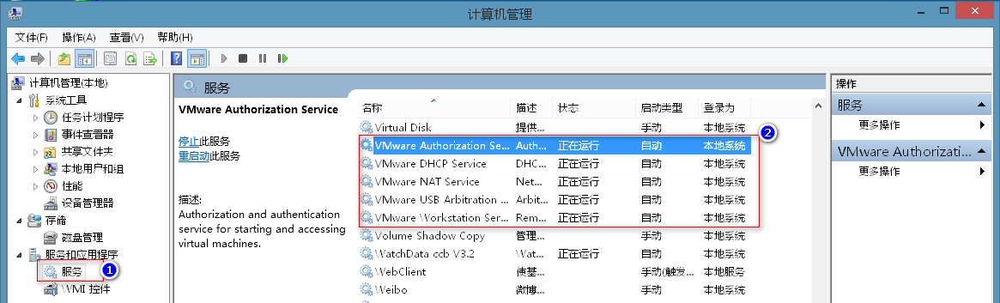 计算机管理
文件(F) 操作(A) 查看(V) 帮助(H)
计算机管理(本地)
系统工具
任务计划程序
事件查看器
共享文件夹
本地用户和组
性能
设备管理器
存储
磁盘管理
服务和应用程序
服务 1
WMI 控件
服务
VMware Authorization Service
停止此服务
重启动此服务
描述:
Authorization and authentication
service for starting and accessing
virtual machines.
名称 描述 状态 启动类型 登录为
Virtual Disk 提供... 手动 本地系统
2
VMware Authorization Se... Auth... 正在运行 自动 本地系统
VMware DHCP Service DHC... 正在运行 自动 本地系统
VMware NAT Service Net... 正在运行 自动 本地系统
VMware USB Arbitration ... Arbit... 正在运行 自动 本地系统
VMware Workstation Ser... Rem... 正在运行 自动 本地系统
Volume Shadow Copy 管理... 手动 本地系统
WatchData ccb V3.2 Wat... 正在运行 自动 本地系统
WebClient 使基... 手动(触发... 本地服务
Weibo 微博... 手动 本地系统
操作
服务
更多操作
VMware Authorizati...
更多操作